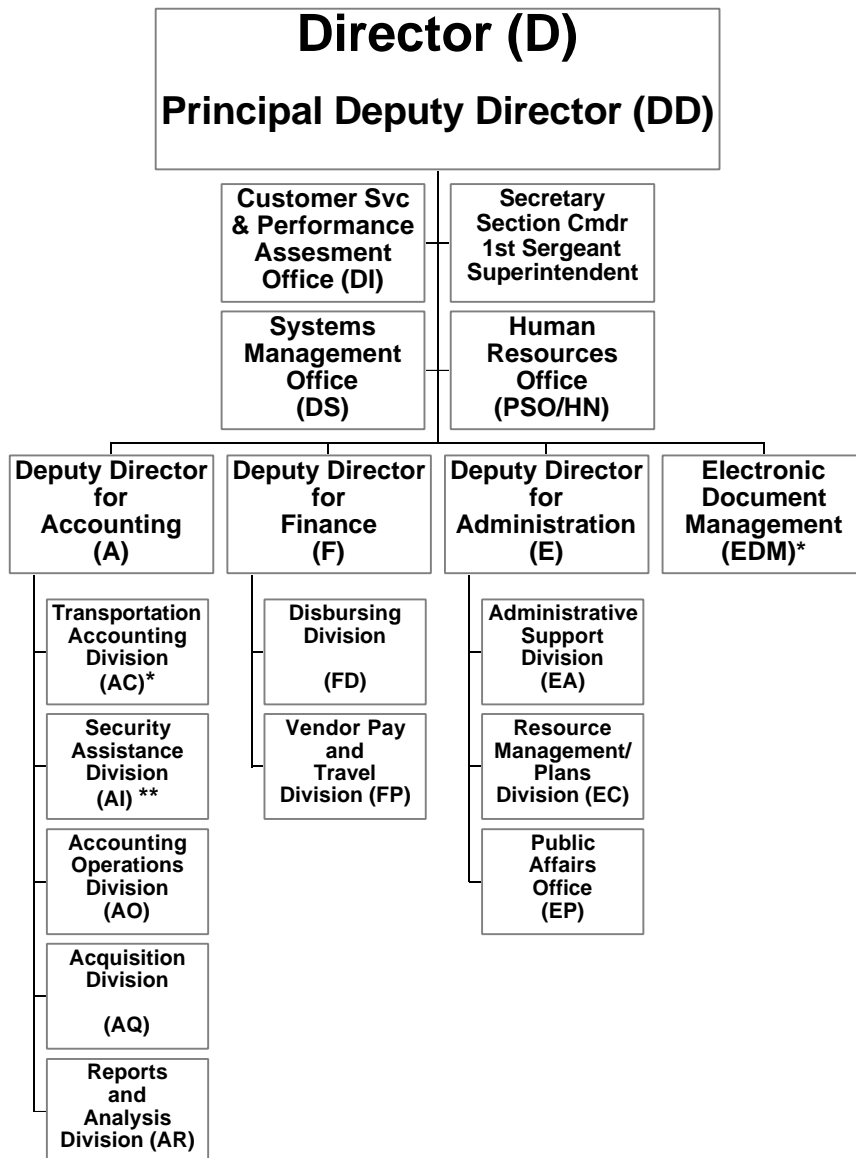 Director (D)
Principal Deputy Director (DD)
Customer Svc
& Performance
Assesment
Office (DI)
Secretary
Section Cmdr
1st Sergeant
Superintendent
Systems
Management
Office
(DS)
Human
Resources
Office
(PSO/HN)
Deputy Director
for
Accounting
(A)
Deputy Director
for
Finance
(F)
Deputy Director
for
Administration
(E)
Electronic
Document
Management
(EDM)*
Transportation
Accounting
Division
(AC)*
Security
Assistance
Division
(AI) **
Accounting
Operations
Division
(AO)
Acquisition
Division
(AQ)
Reports
and
Analysis
Division (AR)
Disbursing
Division
(FD)
Vendor Pay
and
Travel
Division (FP)
Administrative
Support
Division
(EA)
Resource
Management/
Plans
Division (EC)
Public
Affairs
Office
(EP)